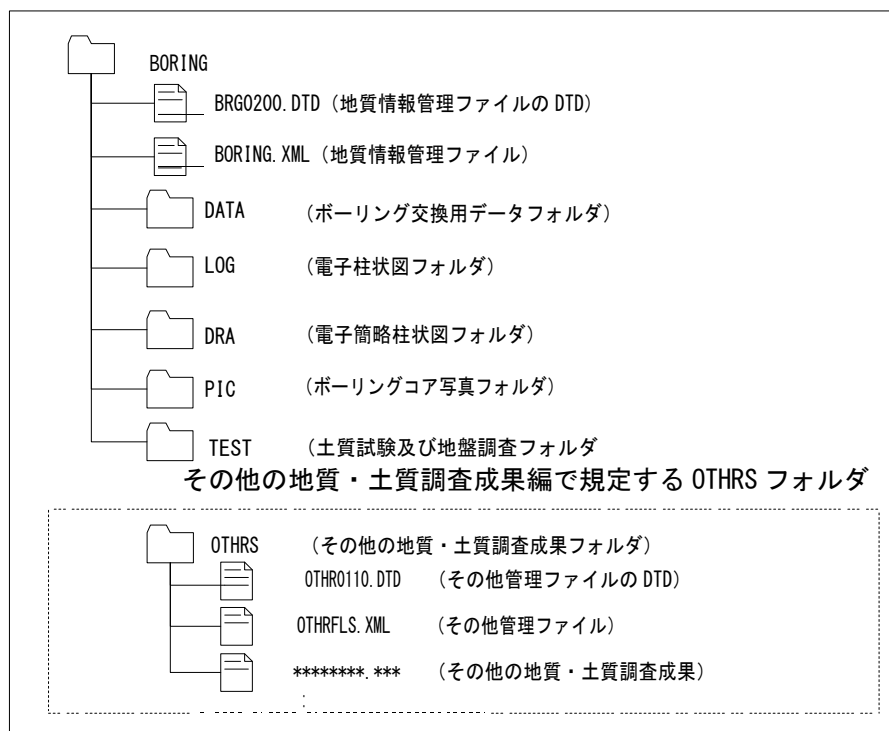 BORING
BRG0200.DTD（地質情報管理ファイルの DTD）
BORING.XML（地質情報管理ファイル）
DATA （ボーリング交換用データフォルダ）
LOG （電子柱状図フォルダ）
DRA （電子簡略柱状図フォルダ）
PIC （ボーリングコア写真フォルダ）
TEST （土質試験及び地盤調査フォルダ
その他の地質・土質調査成果編で規定する OTHRS フォルダ
OTHRS （その他の地質・土質調査成果フォルダ）
OTHR0110.DTD （その他管理ファイルの DTD）
OTHRFLS.XML （その他管理ファイル）
********.*** （その他の地質・土質調査成果）
: